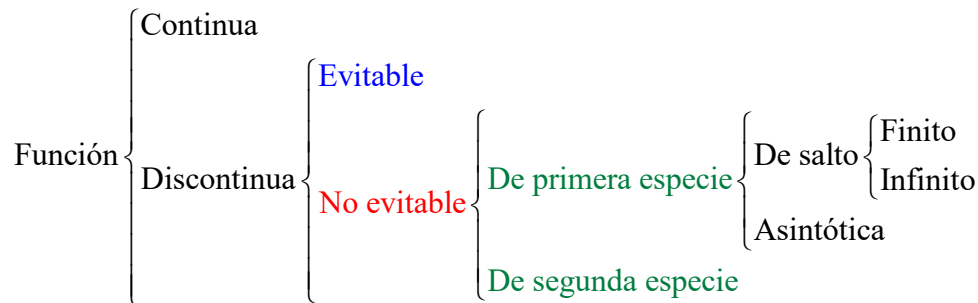 Función
Continua
Discontinua
Evitable
No evitable
De primera especie
De salto
Finito
Infinito
Asintótica
De segunda especie